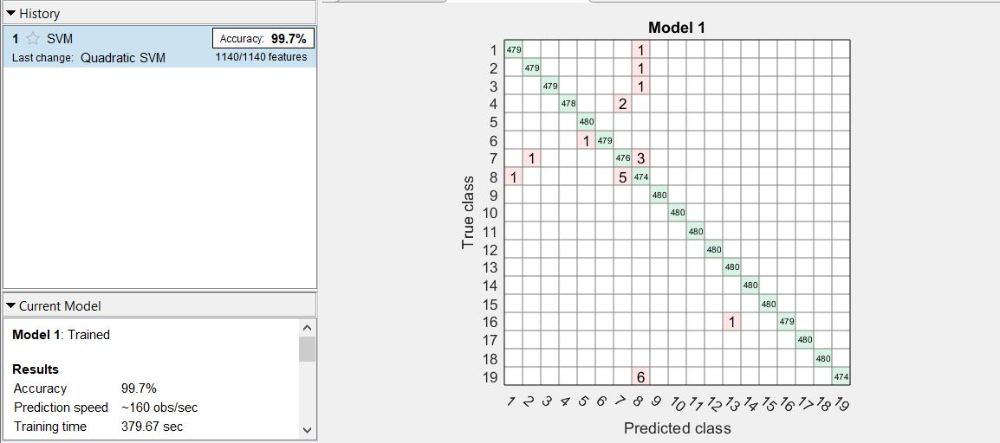 History
1 SVM Accuracy: 99.7%
Last change: Quadratic SVM 1140/1140 features
Current Model
Model 1: Trained
Results
Accuracy 99.7%
Prediction speed ~160 obs/sec
Training time 379.67 sec
Model 1
True class
1 479 1
2 479 1
3 479 1
4 478 2
5 480
6 1 479
7 1 476 3
8 1 5 474
9 480
10 480
11 480
12 480
13 480
14 480
15 480
16 1 479
17 480
18 480
19 6 474
1 2 3 4 5 6 7 8 9 10 11 12 13 14 15 16 17 18 19
Predicted class